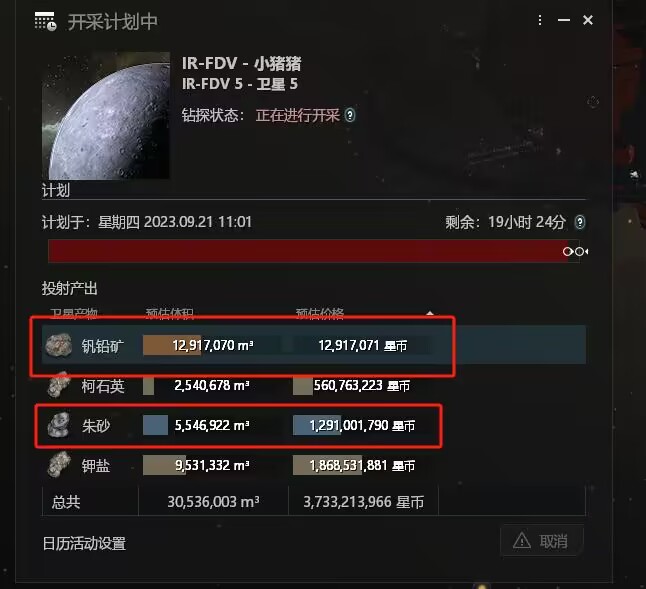 开采计划中
IR-FDV - 小猪猪
IR-FDV 5 - 卫星 5
钻探状态： 正在进行开采 ?
计划
计划于: 星期四 2023.09.21 11:01 剩余: 19小时 24分 ?
投射产出
卫星产物 预估体积 预估价格
钒铅矿 12,917,070 m³ 12,917,071 星币
柯石英 2,540,678 m³ 560,763,223 星币
朱砂 5,546,922 m³ 1,291,001,790 星币
钾盐 9,531,332 m³ 1,868,531,881 星币
总共 30,536,003 m³ 3,733,213,966 星币
日历活动设置
取消